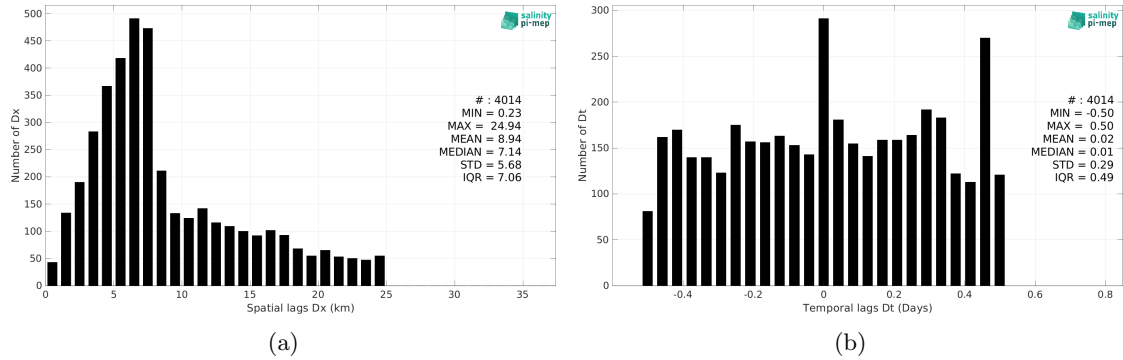 salinity
pi-mep
500
450
400
350
300
250
200
150
100
50
0
Number of Dx
# : 4014
MIN = 0.23
MAX = 24.94
MEAN = 8.94
MEDIAN = 7.14
STD = 5.68
IQR = 7.06
0 5 10 15 20 25 30 35
Spatial lags Dx (km)
(a)
salinity
pi-mep
300
250
200
150
100
50
0
Number of Dt
# : 4014
MIN = -0.50
MAX = 0.50
MEAN = 0.02
MEDIAN = 0.01
STD = 0.29
IQR = 0.49
-0.4 -0.2 0 0.2 0.4 0.6 0.8
Temporal lags Dt (Days)
(b)